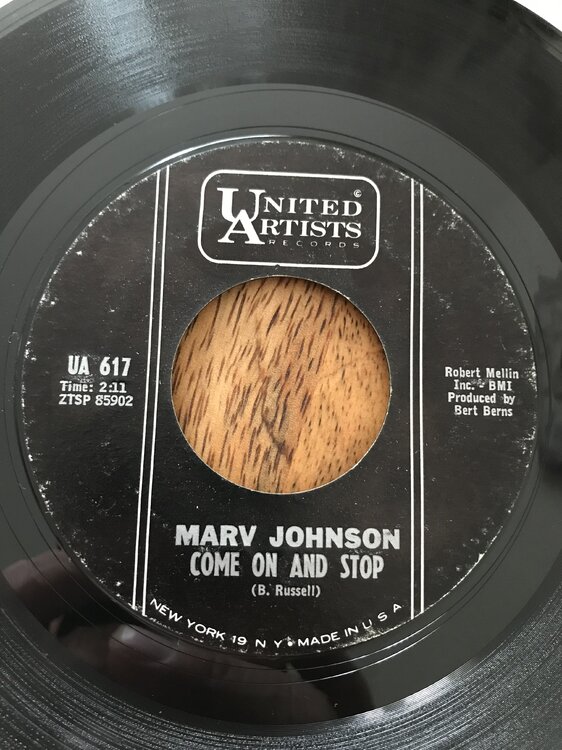 ©
UNITED
ARTISTS
RECORDS
UA 617
Time: 2:11
ZTSP 85902
Robert Mellin
Inc. - BMI
Produced by
Bert Berns
MARV JOHNSON
COME ON AND STOP
(B. Russell)
NEW YORK 19 N Y • MADE IN U S A